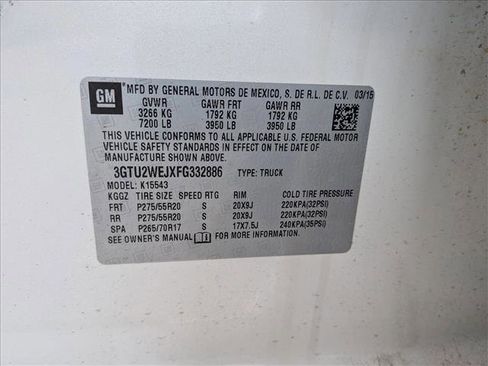 GM
MFD BY GENERAL MOTORS DE MEXICO, S. DE R.L. DE C.V. 03/15
GVWR GAWR FRT GAWR RR
3266 KG 1792 KG 1792 KG
7200 LB 3950 LB 3950 LB
THIS VEHICLE CONFORMS TO ALL APPLICABLE U.S. FEDERAL MOTOR
VEHICLE SAFETY STANDARDS IN EFFECT ON THE DATE OF
MANUFACTURE SHOWN ABOVE.
3GTU2WEJXFG332886 TYPE: TRUCK
MODEL: K15543
KGGZ TIRE SIZE SPEED RTG RIM COLD TIRE PRESSURE
FRT P275/55R20 S 20X9J 220KPA(32PSI)
RR P275/55R20 S 20X9J 220KPA(32PSI)
SPA P265/70R17 S 17X7.5J 240KPA(35PSI)
SEE OWNER'S MANUAL FOR MORE INFORMATION.